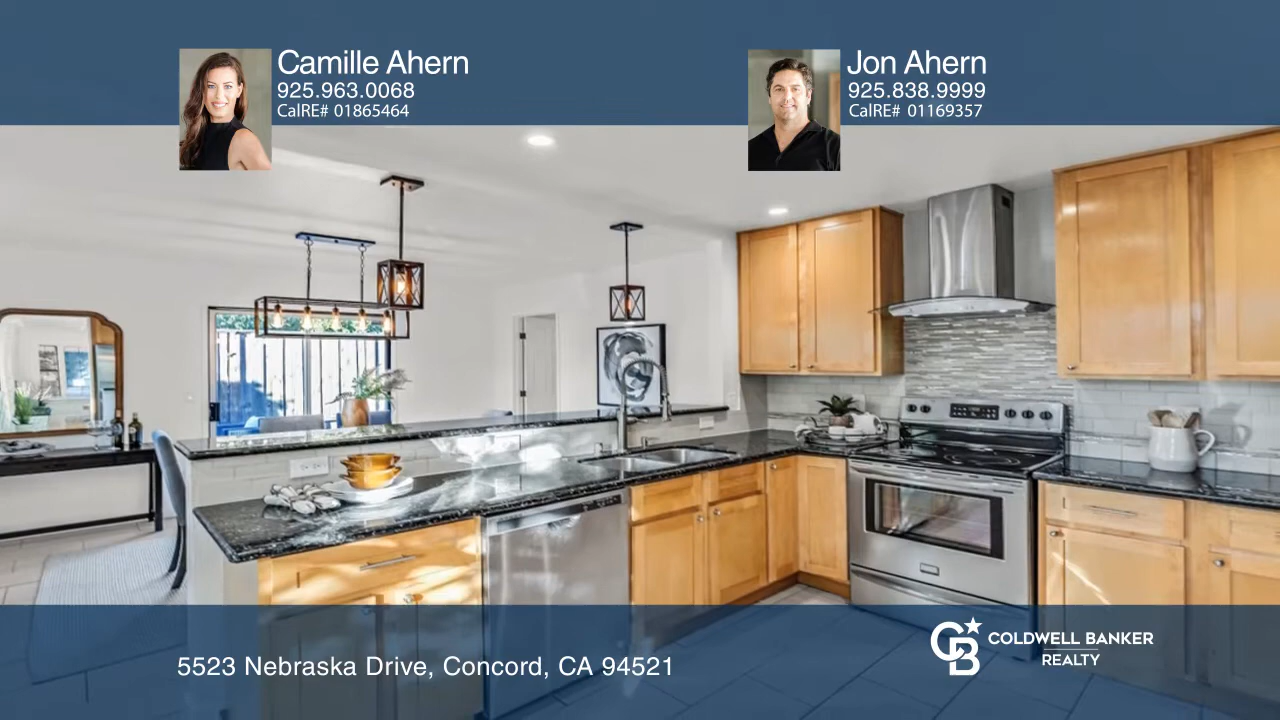 Camille Ahern
925.963.0068
CalRE# 01865464
Jon Ahern
925.838.9999
CalRE# 01169357
5523 Nebraska Drive, Concord, CA 94521
CB
COLDWELL BANKER
REALTY